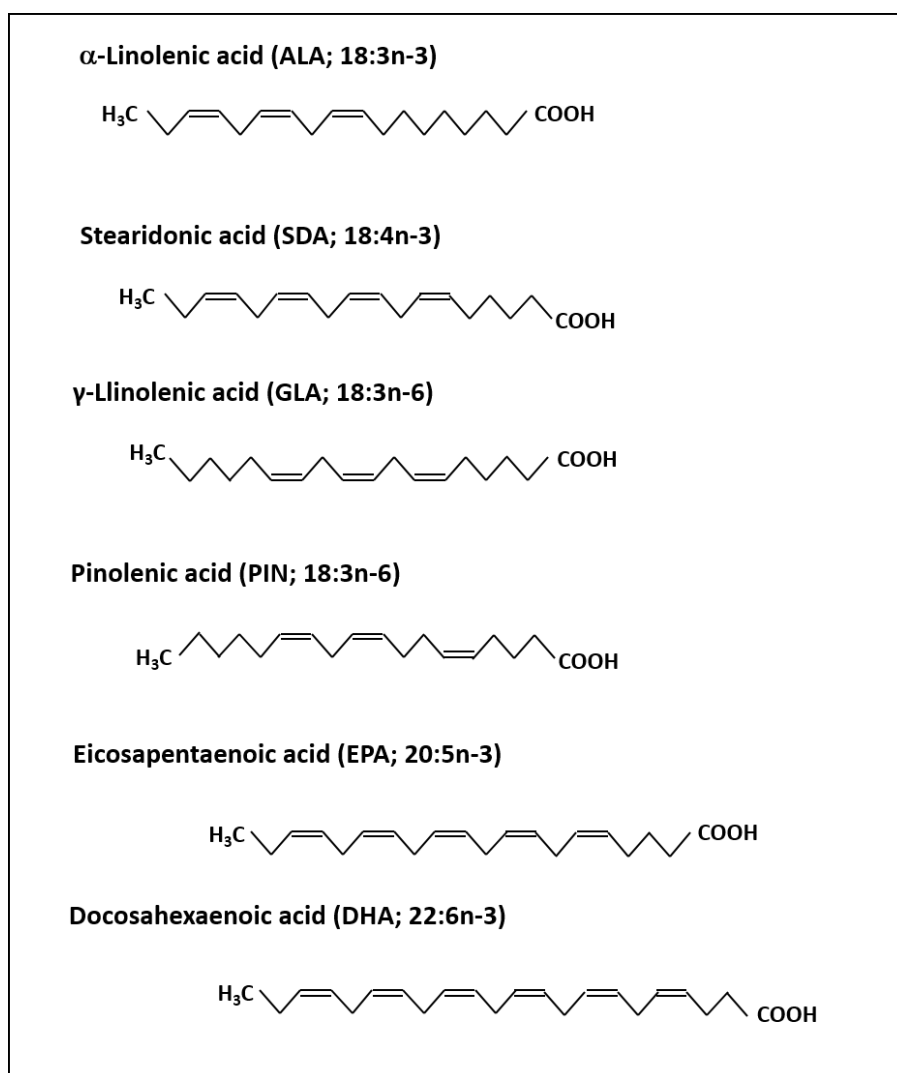 α-Linolenic acid (ALA; 18:3n-3)
H₃C COOH
Stearidonic acid (SDA; 18:4n-3)
H₃C COOH
γ-Llinolenic acid (GLA; 18:3n-6)
H₃C COOH
Pinolenic acid (PIN; 18:3n-6)
H₃C COOH
Eicosapentaenoic acid (EPA; 20:5n-3)
H₃C COOH
Docosahexaenoic acid (DHA; 22:6n-3)
H₃C COOH